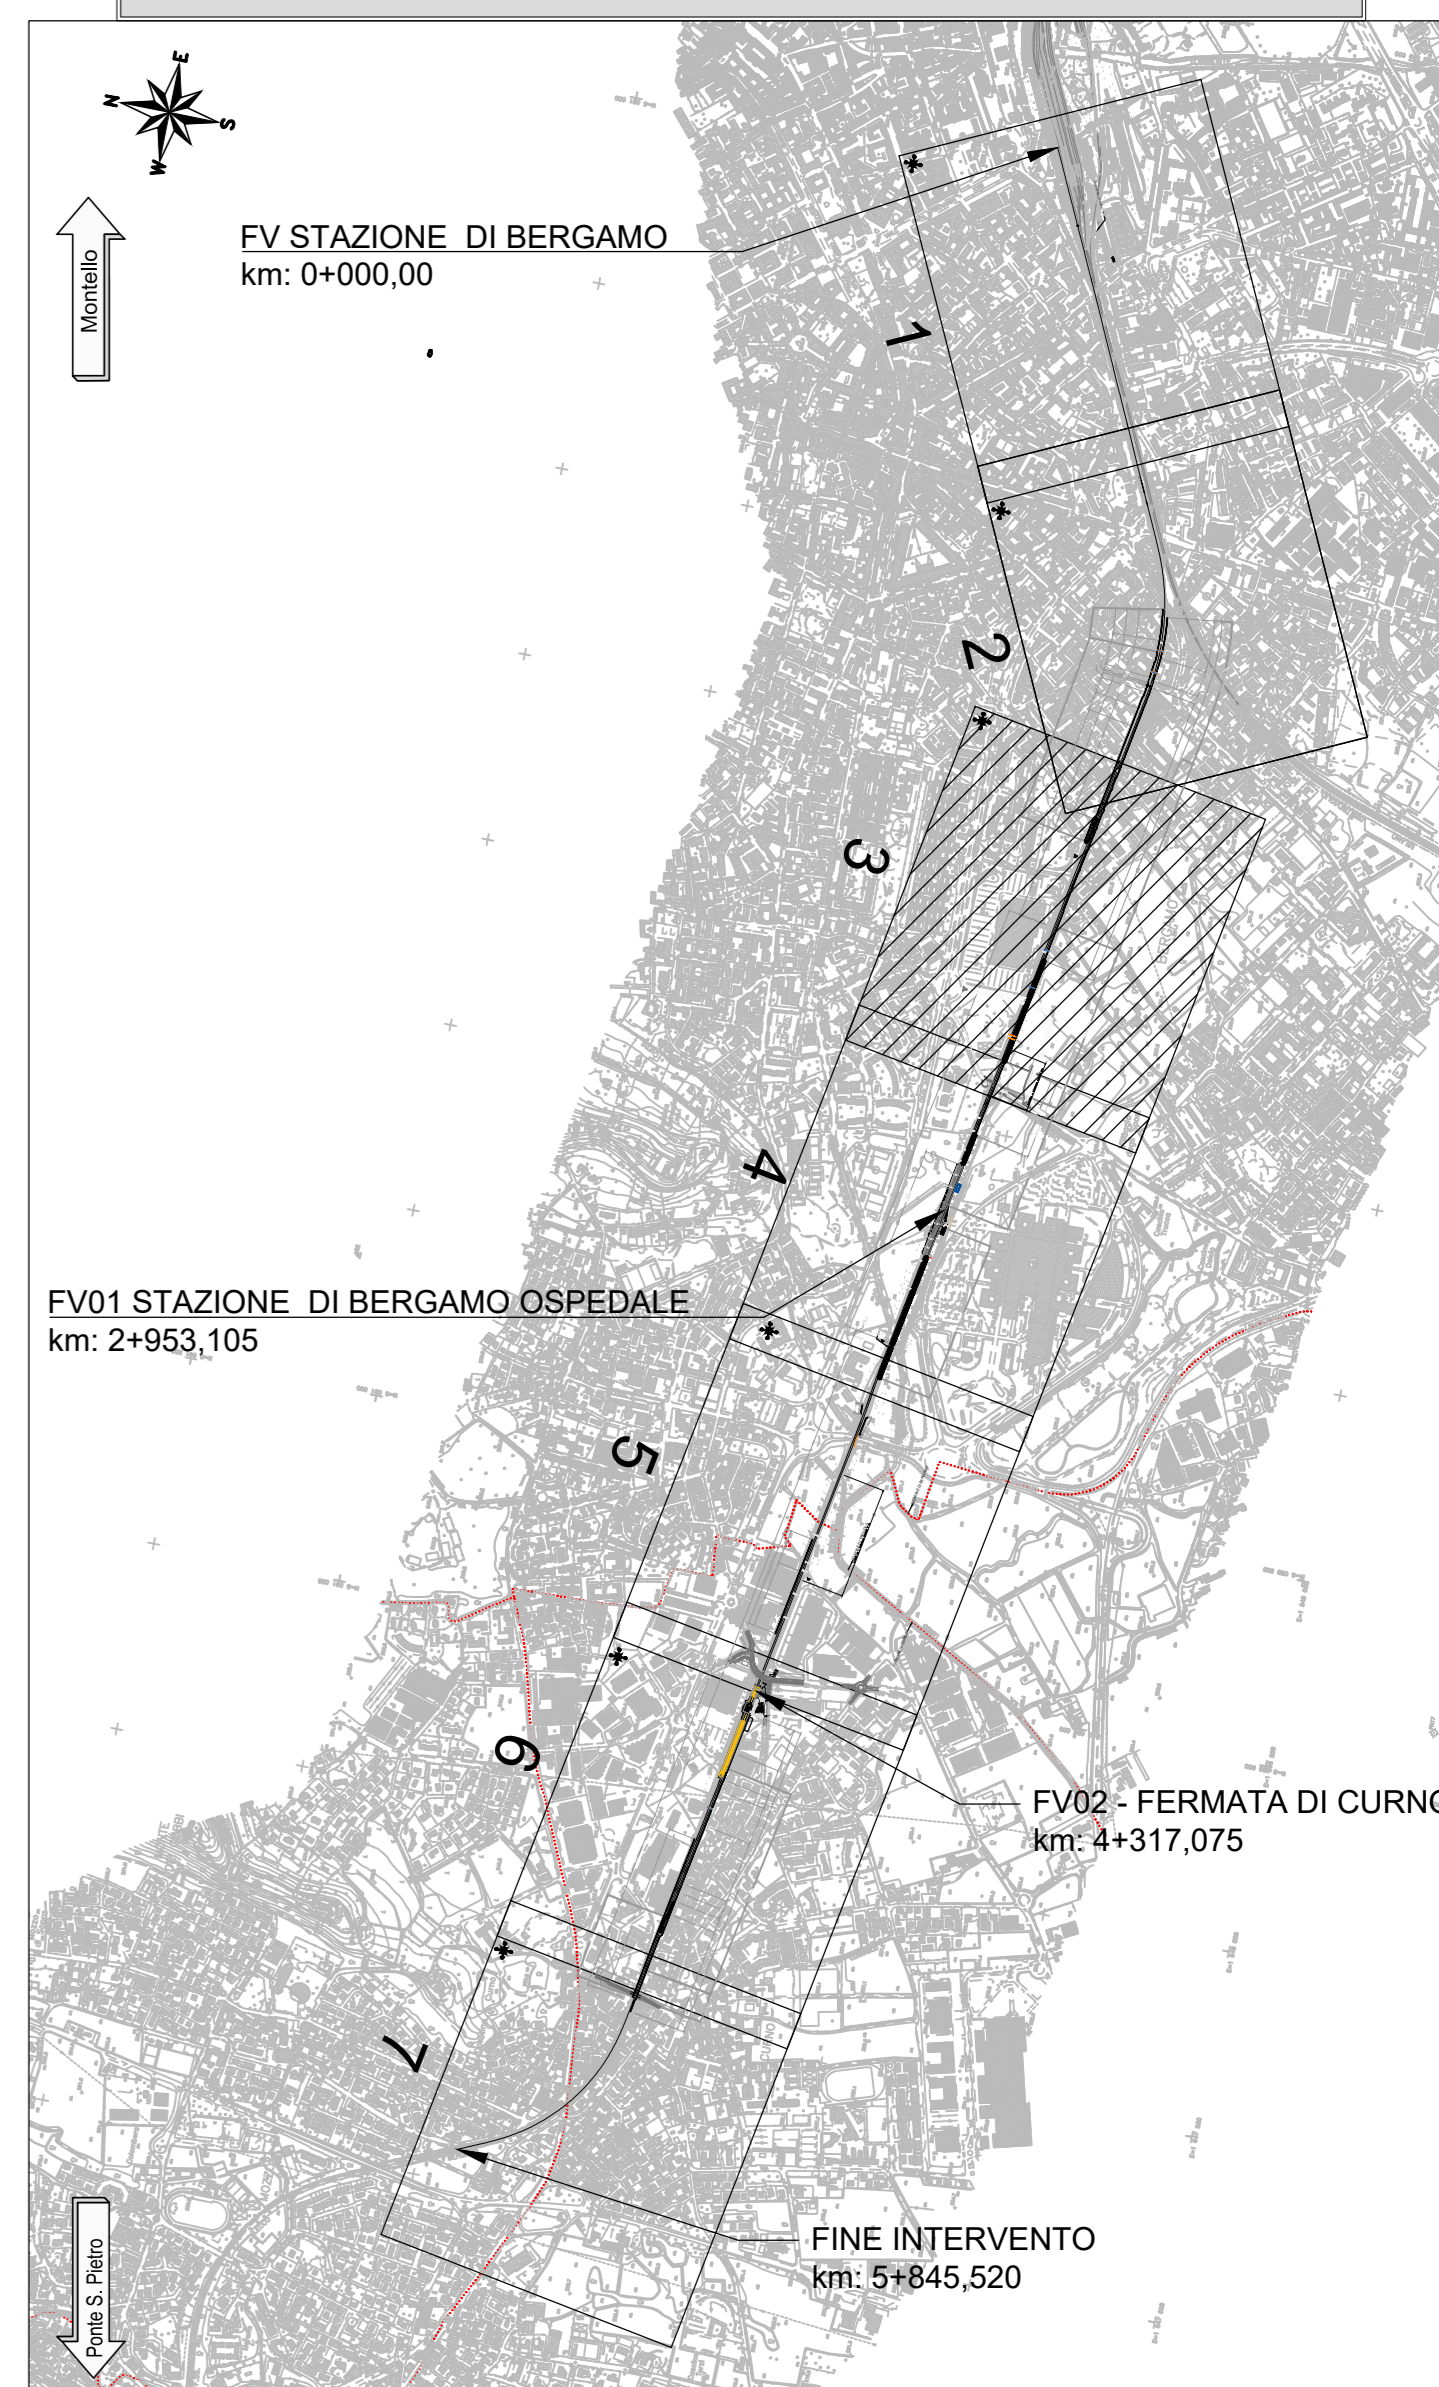 E
N
S
W
Montello
FV STAZIONE DI BERGAMO
km: 0+000,00
1
2
3
BERGAMO
4
FV01 STAZIONE DI BERGAMO OSPEDALE
km: 2+953,105
5
6
FV02 - FERMATA DI CURNO
km: 4+317,075
CURNO
7
FINE INTERVENTO
km: 5+845,520
Ponte S. Pietro